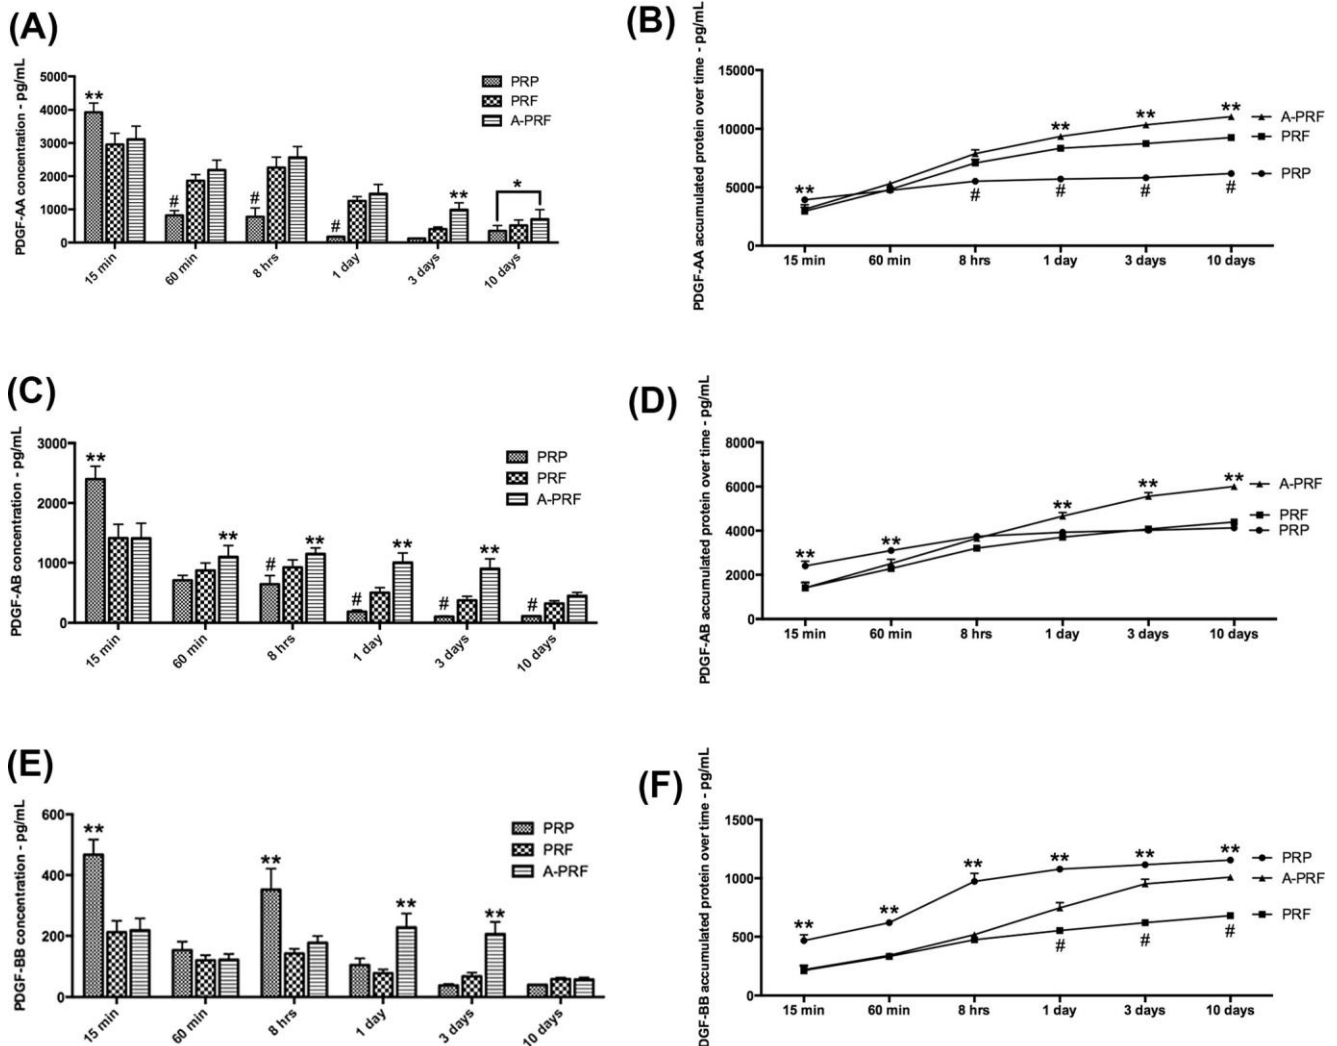 (A)
PDGF-AA concentration - pg/mL
5000
4000
3000
2000
1000
0
PRP
PRF
A-PRF
**
#
#
#
**
*
15 min
60 min
8 hrs
1 day
3 days
10 days
(B)
PDGF-AA accumulated protein over time - pg/mL
15000
10000
5000
0
**
**
**
**
#
#
#
#
A-PRF
PRF
PRP
15 min
60 min
8 hrs
1 day
3 days
10 days
(C)
PDGF-AB concentration - pg/mL
3000
2000
1000
0
PRP
PRF
A-PRF
**
**
#
**
#
**
#
**
#
15 min
60 min
8 hrs
1 day
3 days
10 days
(D)
PDGF-AB accumulated protein over time - pg/mL
8000
6000
4000
2000
0
**
**
**
**
**
A-PRF
PRF
PRP
15 min
60 min
8 hrs
1 day
3 days
10 days
(E)
PDGF-BB concentration - pg/mL
600
400
200
0
PRP
PRF
A-PRF
**
**
**
**
15 min
60 min
8 hrs
1 day
3 days
10 days
(F)
DGF-BB accumulated protein over time - pg/mL
1500
1000
500
0
**
**
**
**
**
**
#
#
#
PRP
A-PRF
PRF
15 min
60 min
8 hrs
1 day
3 days
10 days